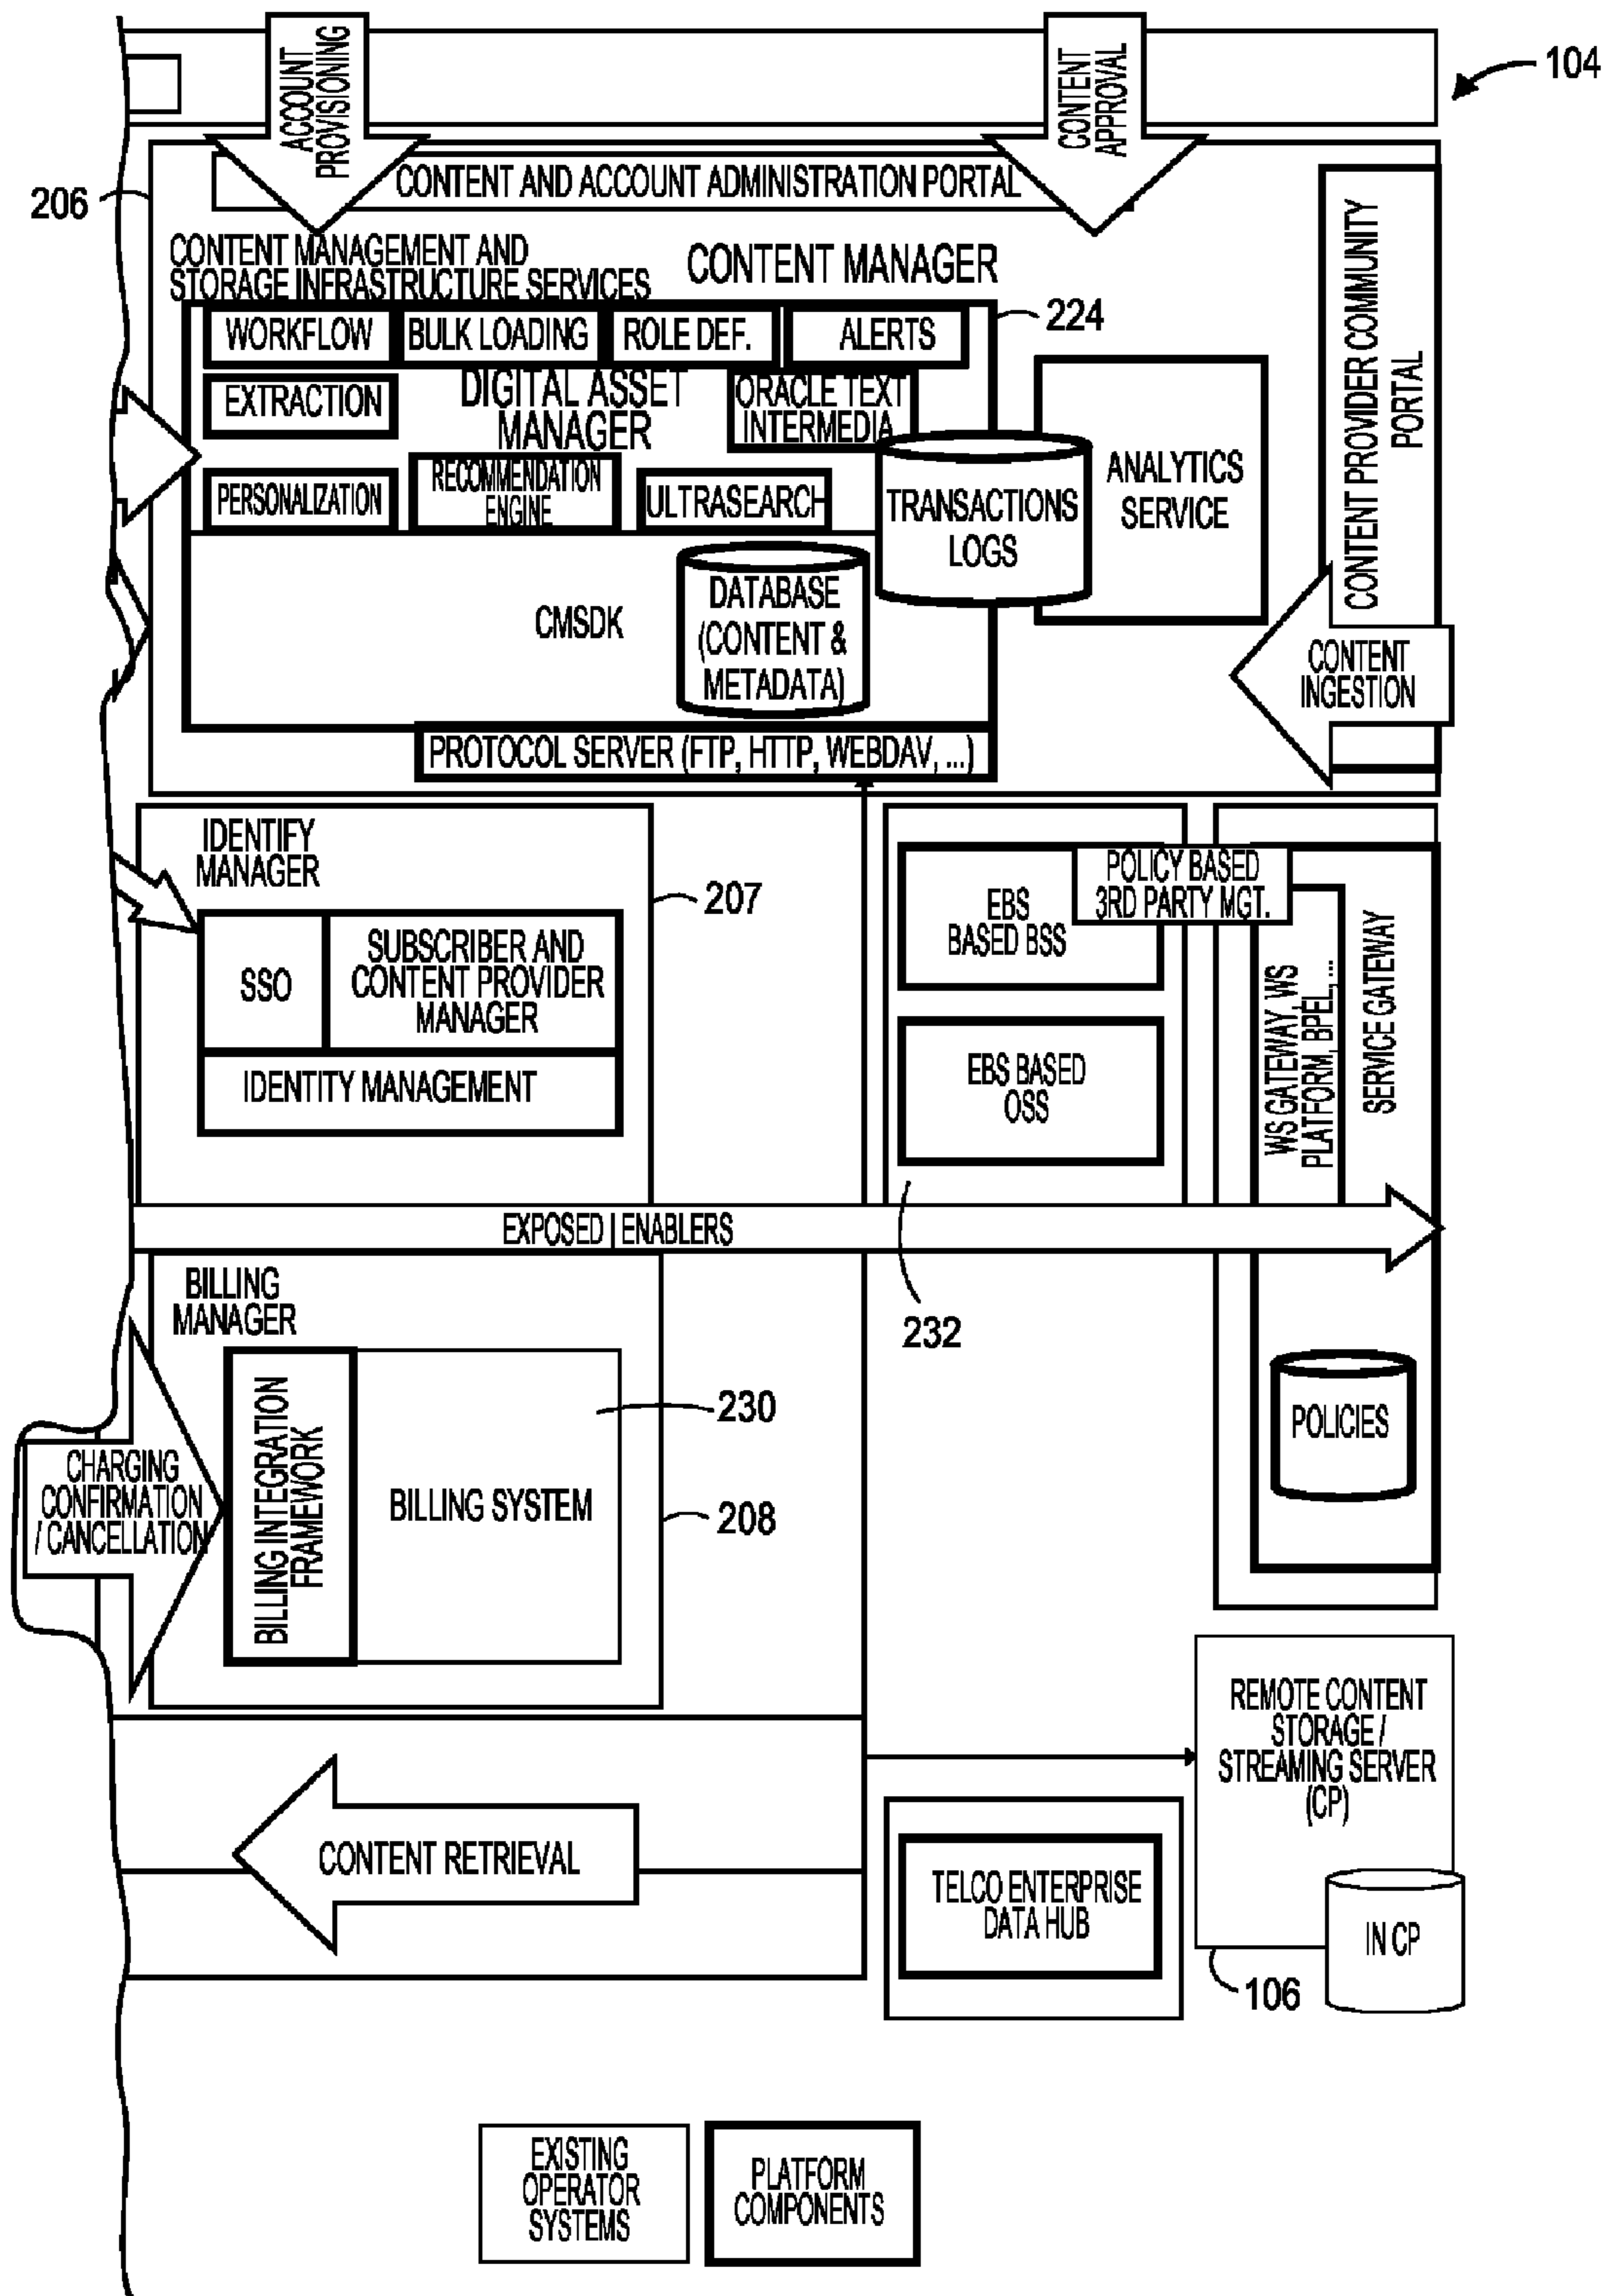 ACCOUNT
PROVISIONING
CONTENT
APPROVAL
104
206
CONTENT AND ACCOUNT ADMINISTRATION PORTAL
CONTENT MANAGEMENT AND
STORAGE INFRASTRUCTURE SERVICES
CONTENT MANAGER
224
WORKFLOW
BULK LOADING
ROLE DEF.
ALERTS
EXTRACTION
DIGITAL ASSET
MANAGER
ORACLE TEXT
INTERMEDIA
PERSONALIZATION
RECOMMENDATION
ENGINE
ULTRASEARCH
TRANSACTIONS
LOGS
ANALYTICS
SERVICE
CONTENT PROVIDER COMMUNITY
PORTAL
CMSDK
DATABASE
(CONTENT &
METADATA)
CONTENT
INGESTION
PROTOCOL SERVER (FTP, HTTP, WEBDAV, ...)
IDENTIFY
MANAGER
207
SSO
SUBSCRIBER AND
CONTENT PROVIDER
MANAGER
IDENTITY MANAGEMENT
EBS
BASED BSS
POLICY BASED
3RD PARTY MGT.
EBS BASED
OSS
WS GATEWAY, WS
PLATFORM, BPEL, ...
SERVICE GATEWAY
EXPOSED | ENABLERS
232
BILLING
MANAGER
230
BILLING INTEGRATION
FRAMEWORK
BILLING SYSTEM
208
CHARGING
CONFIRMATION
/ CANCELLATION
POLICIES
REMOTE CONTENT
STORAGE /
STREAMING SERVER
(CP)
CONTENT RETRIEVAL
TELCO ENTERPRISE
DATA HUB
IN CP
106
EXISTING
OPERATOR
SYSTEMS
PLATFORM
COMPONENTS